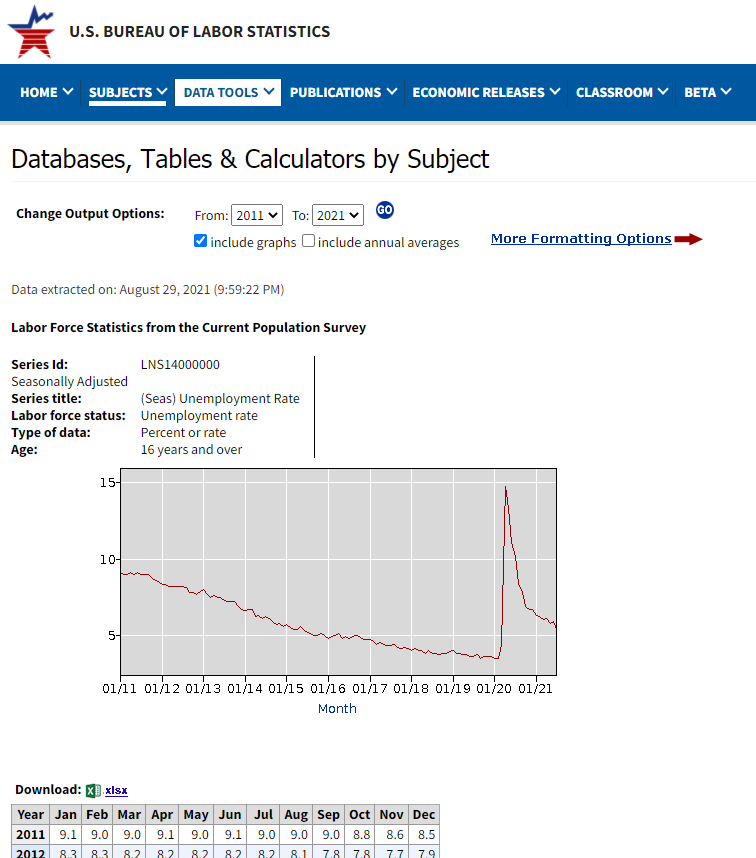 U.S. BUREAU OF LABOR STATISTICS
HOME SUBJECTS DATA TOOLS PUBLICATIONS ECONOMIC RELEASES CLASSROOM BETA
Databases, Tables & Calculators by Subject
Change Output Options: From: 2011 To: 2021 GO
include graphs include annual averages More Formatting Options
Data extracted on: August 29, 2021 (9:59:22 PM)
Labor Force Statistics from the Current Population Survey
Series Id: LNS14000000
Seasonally Adjusted
Series title: (Seas) Unemployment Rate
Labor force status: Unemployment rate
Type of data: Percent or rate
Age: 16 years and over
15
10
5
01/11 01/12 01/13 01/14 01/15 01/16 01/17 01/18 01/19 01/20 01/21
Month
Download: xlsx
Year Jan Feb Mar Apr May Jun Jul Aug Sep Oct Nov Dec
2011 9.1 9.0 9.0 9.1 9.0 9.1 9.0 9.0 9.0 8.8 8.6 8.5
2012 8.3 8.3 8.2 8.2 8.2 8.2 8.2 8.1 7.8 7.8 7.7 7.9